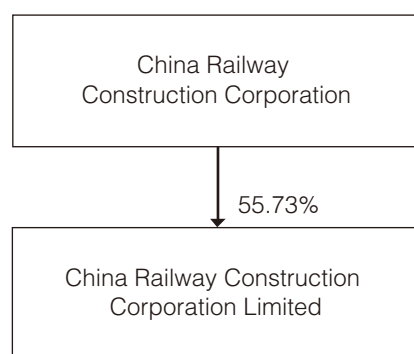 China Railway
Construction Corporation
55.73%
China Railway Construction
Corporation Limited